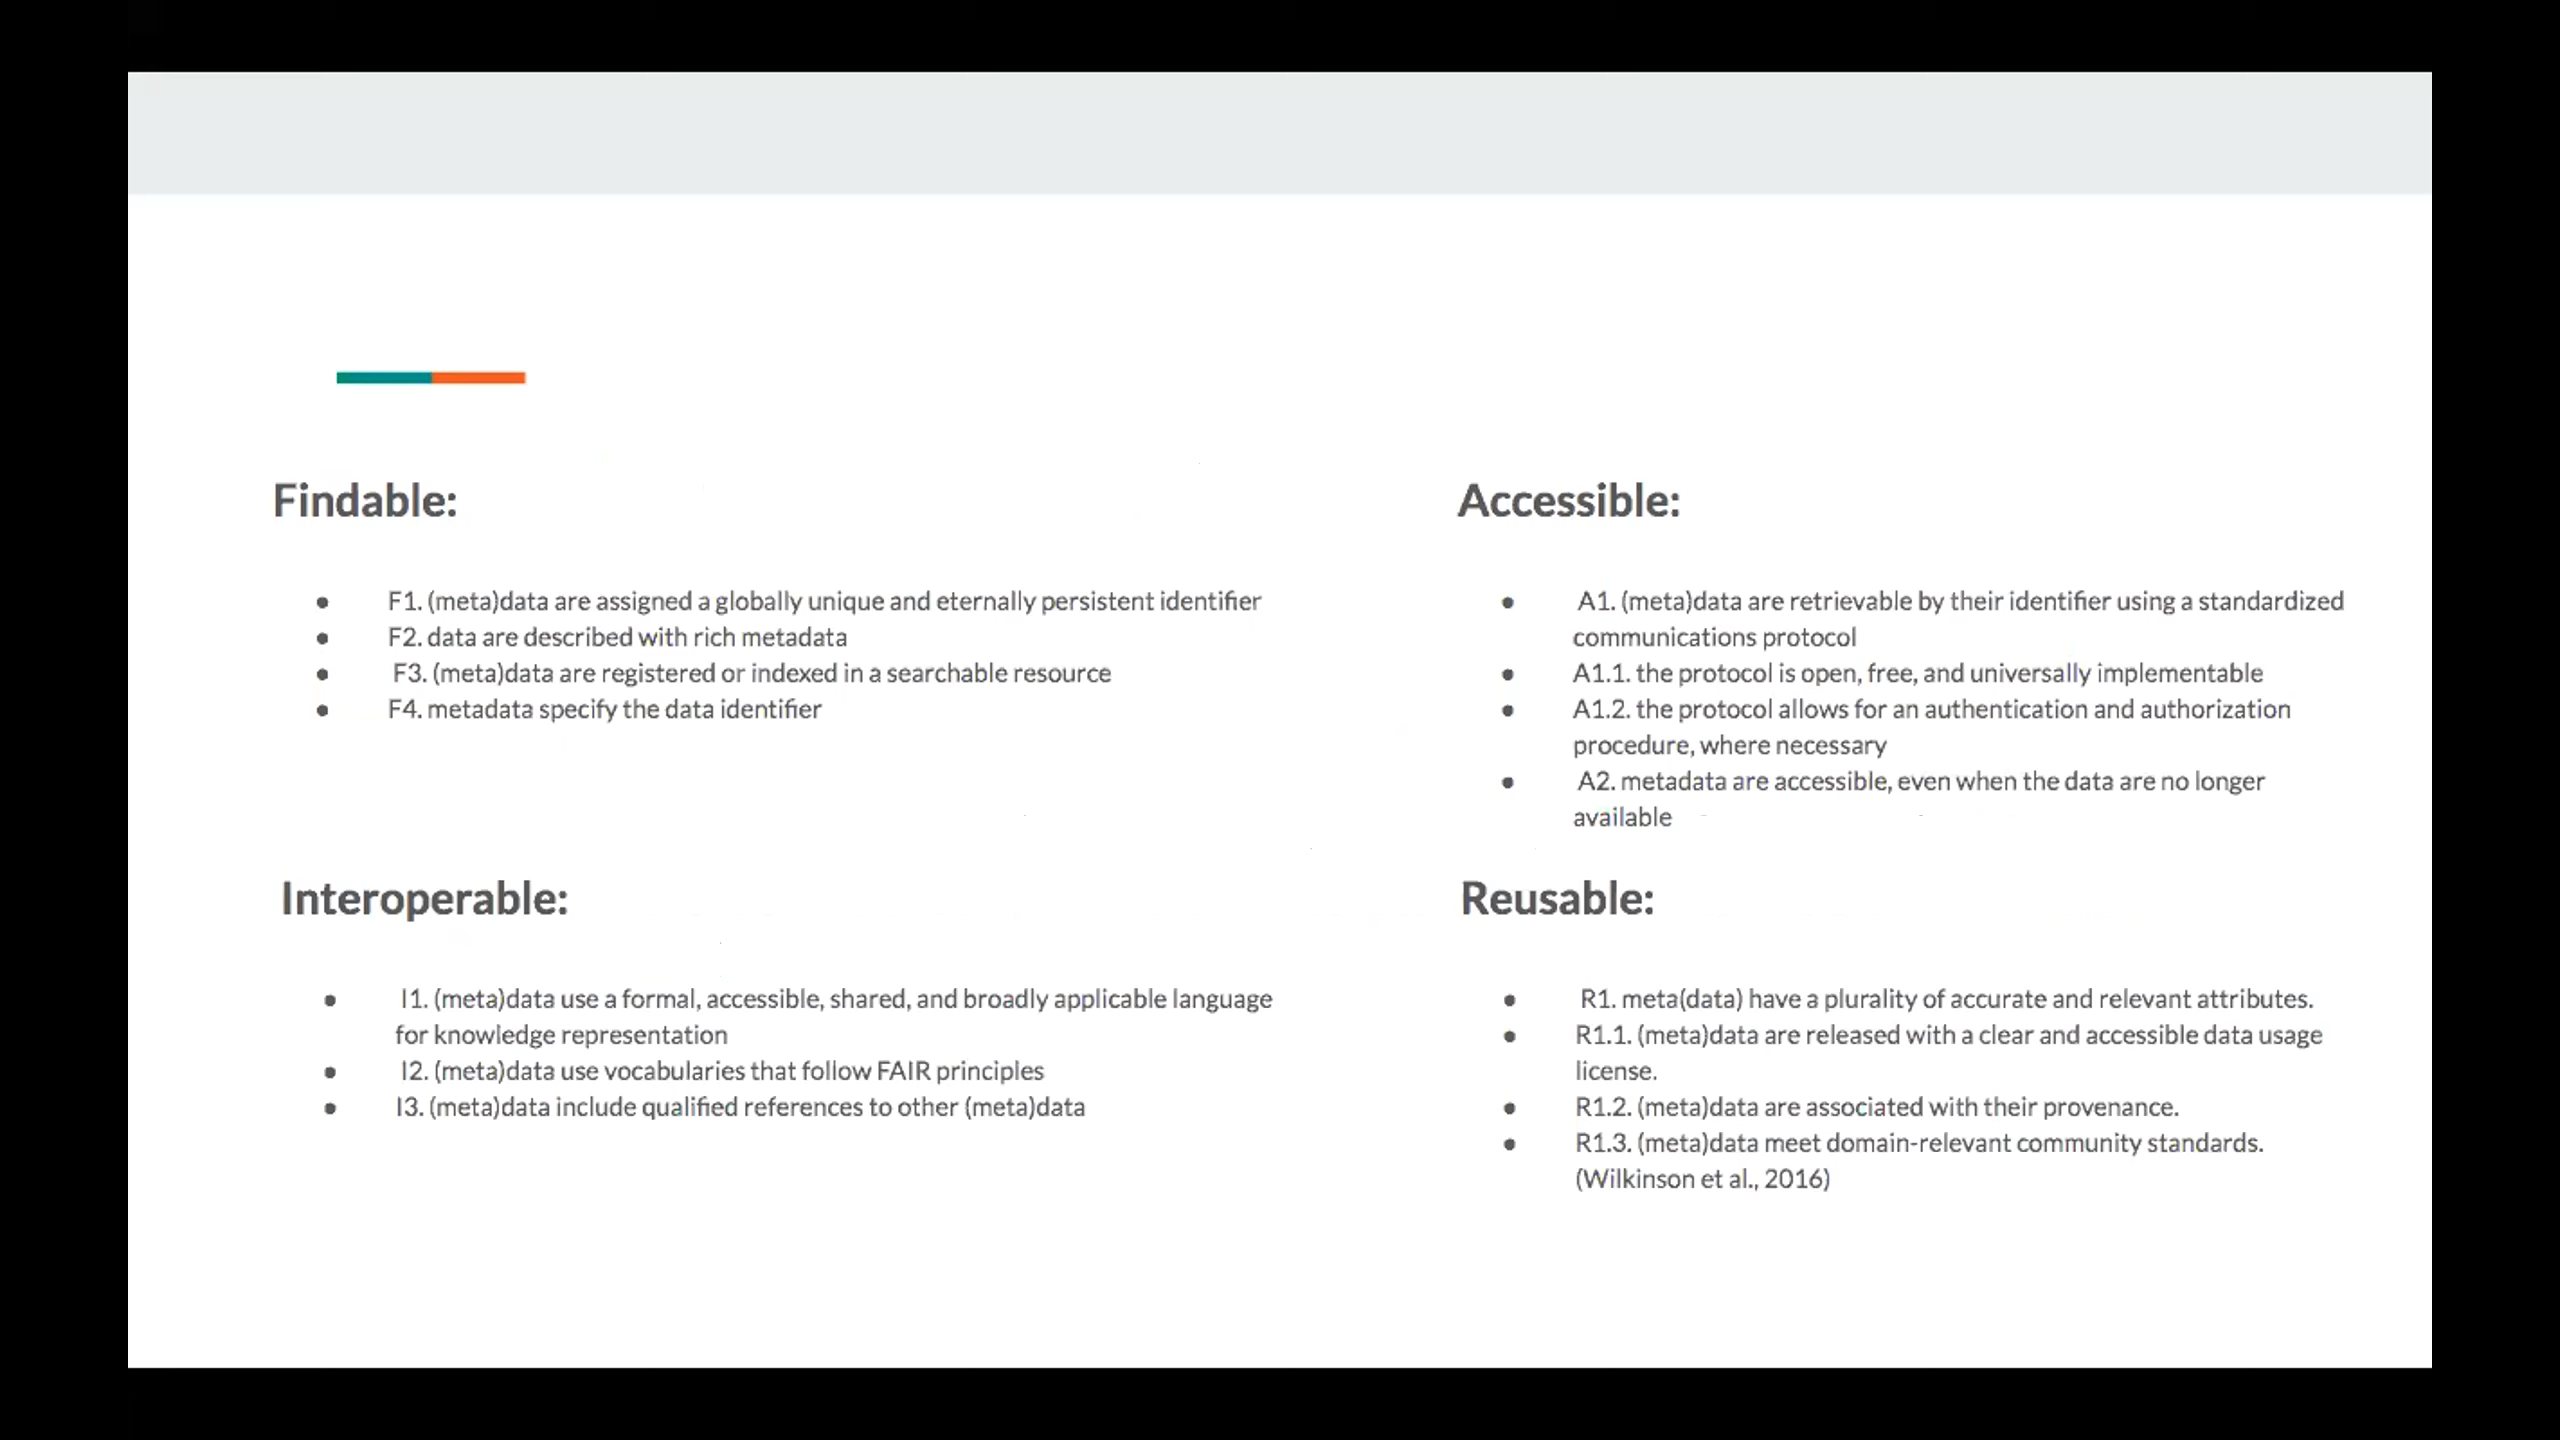 Findable:
● F1. (meta)data are assigned a globally unique and eternally persistent identifier
● F2. data are described with rich metadata
● F3. (meta)data are registered or indexed in a searchable resource
● F4. metadata specify the data identifier
Accessible:
● A1. (meta)data are retrievable by their identifier using a standardized
communications protocol
● A1.1. the protocol is open, free, and universally implementable
● A1.2. the protocol allows for an authentication and authorization
procedure, where necessary
● A2. metadata are accessible, even when the data are no longer
available
Interoperable:
● I1. (meta)data use a formal, accessible, shared, and broadly applicable language
for knowledge representation
● I2. (meta)data use vocabularies that follow FAIR principles
● I3. (meta)data include qualified references to other (meta)data
Reusable:
● R1. meta(data) have a plurality of accurate and relevant attributes.
● R1.1. (meta)data are released with a clear and accessible data usage
license.
● R1.2. (meta)data are associated with their provenance.
● R1.3. (meta)data meet domain-relevant community standards.
(Wilkinson et al., 2016)